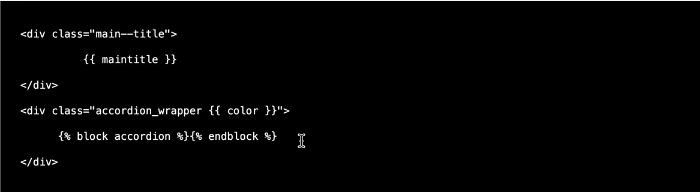 <div class="main--title">
{{ maintitle }}
</div>
<div class="accordion_wrapper {{ color }}">
{% block accordion %}{% endblock %}
</div>